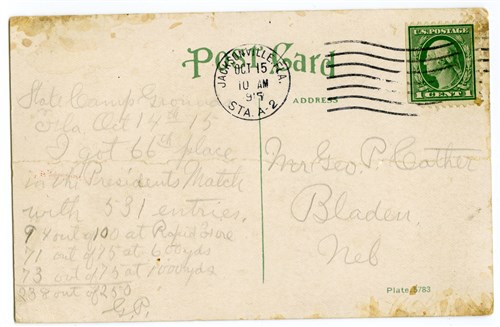 Post Card
JACKSONVILLE, FLA.
OCT 15
10 AM
915
STA. A-2
U.S. POSTAGE
1 CENT 1
ADDRESS
State Camp Ground
Fla Oct 14th 15
I got 66th place
in the Presidents Match
with 531 entries.
94 out of 100 at Rapid Fire
71 out of 75 at 600 yds
73 out of 75 at 1000 yds
238 out of 250
G.P.
Mr Geo. P. Cather
Bladen
Neb
Plate 5783